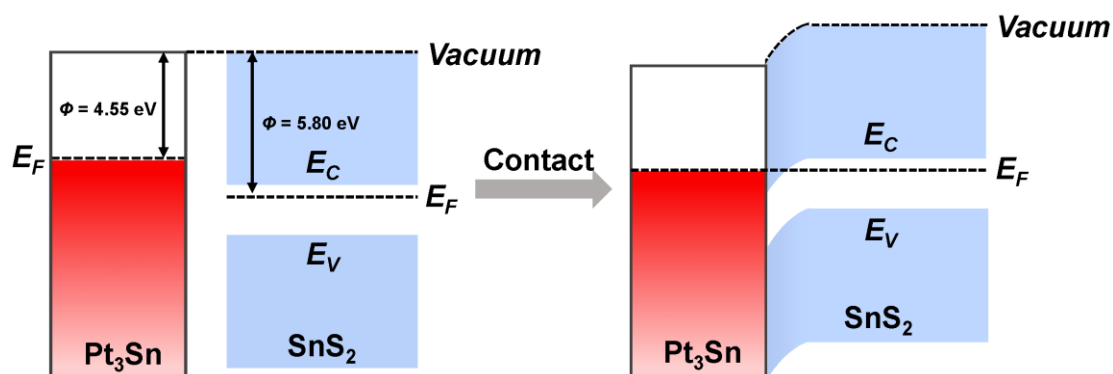 Vacuum
Φ = 4.55 eV
Φ = 5.80 eV
E_F
E_C
E_F
E_V
Pt₃Sn
SnS₂
Contact
Vacuum
E_C
E_F
E_V
SnS₂
Pt₃Sn